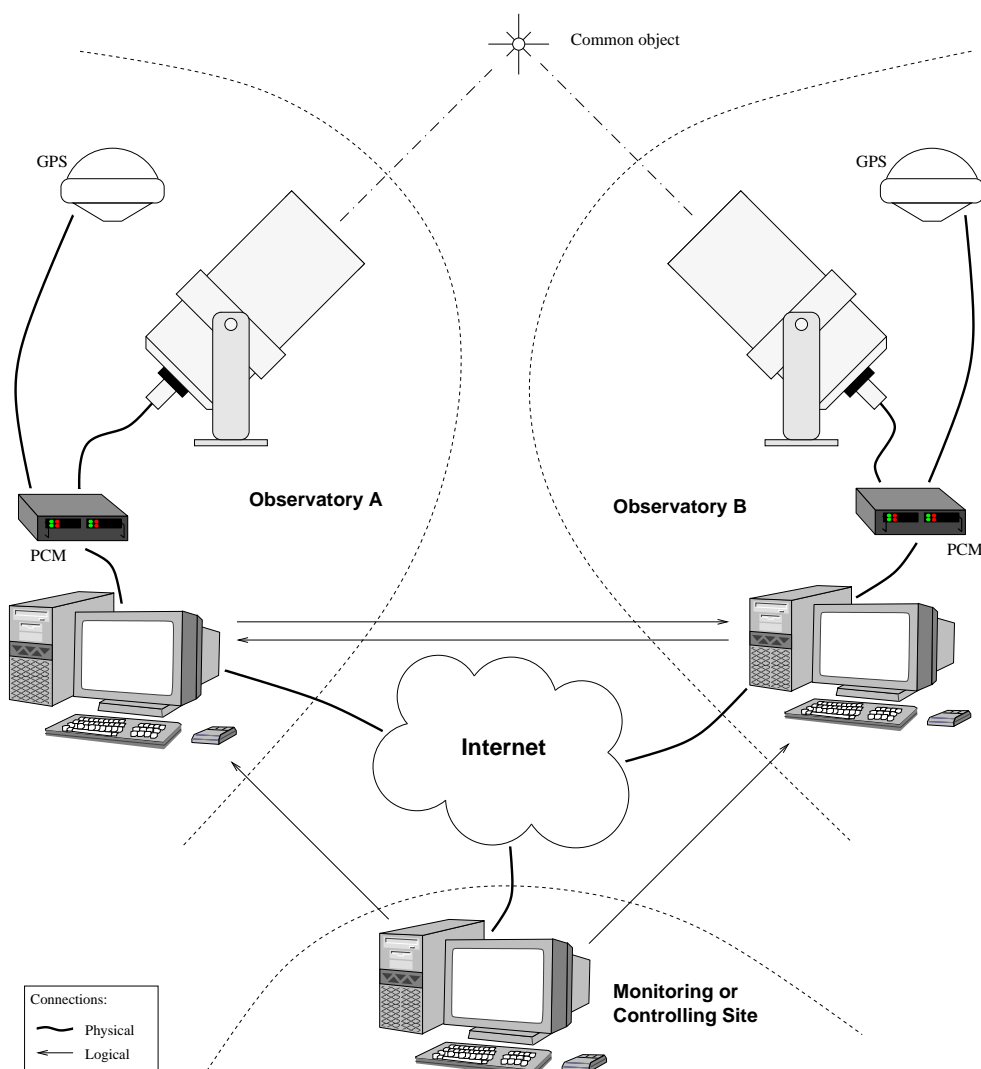 Common object
GPS
GPS
Observatory A
Observatory B
PCM
PCM
Internet
Monitoring or
Controlling Site
Connections:
Physical
Logical